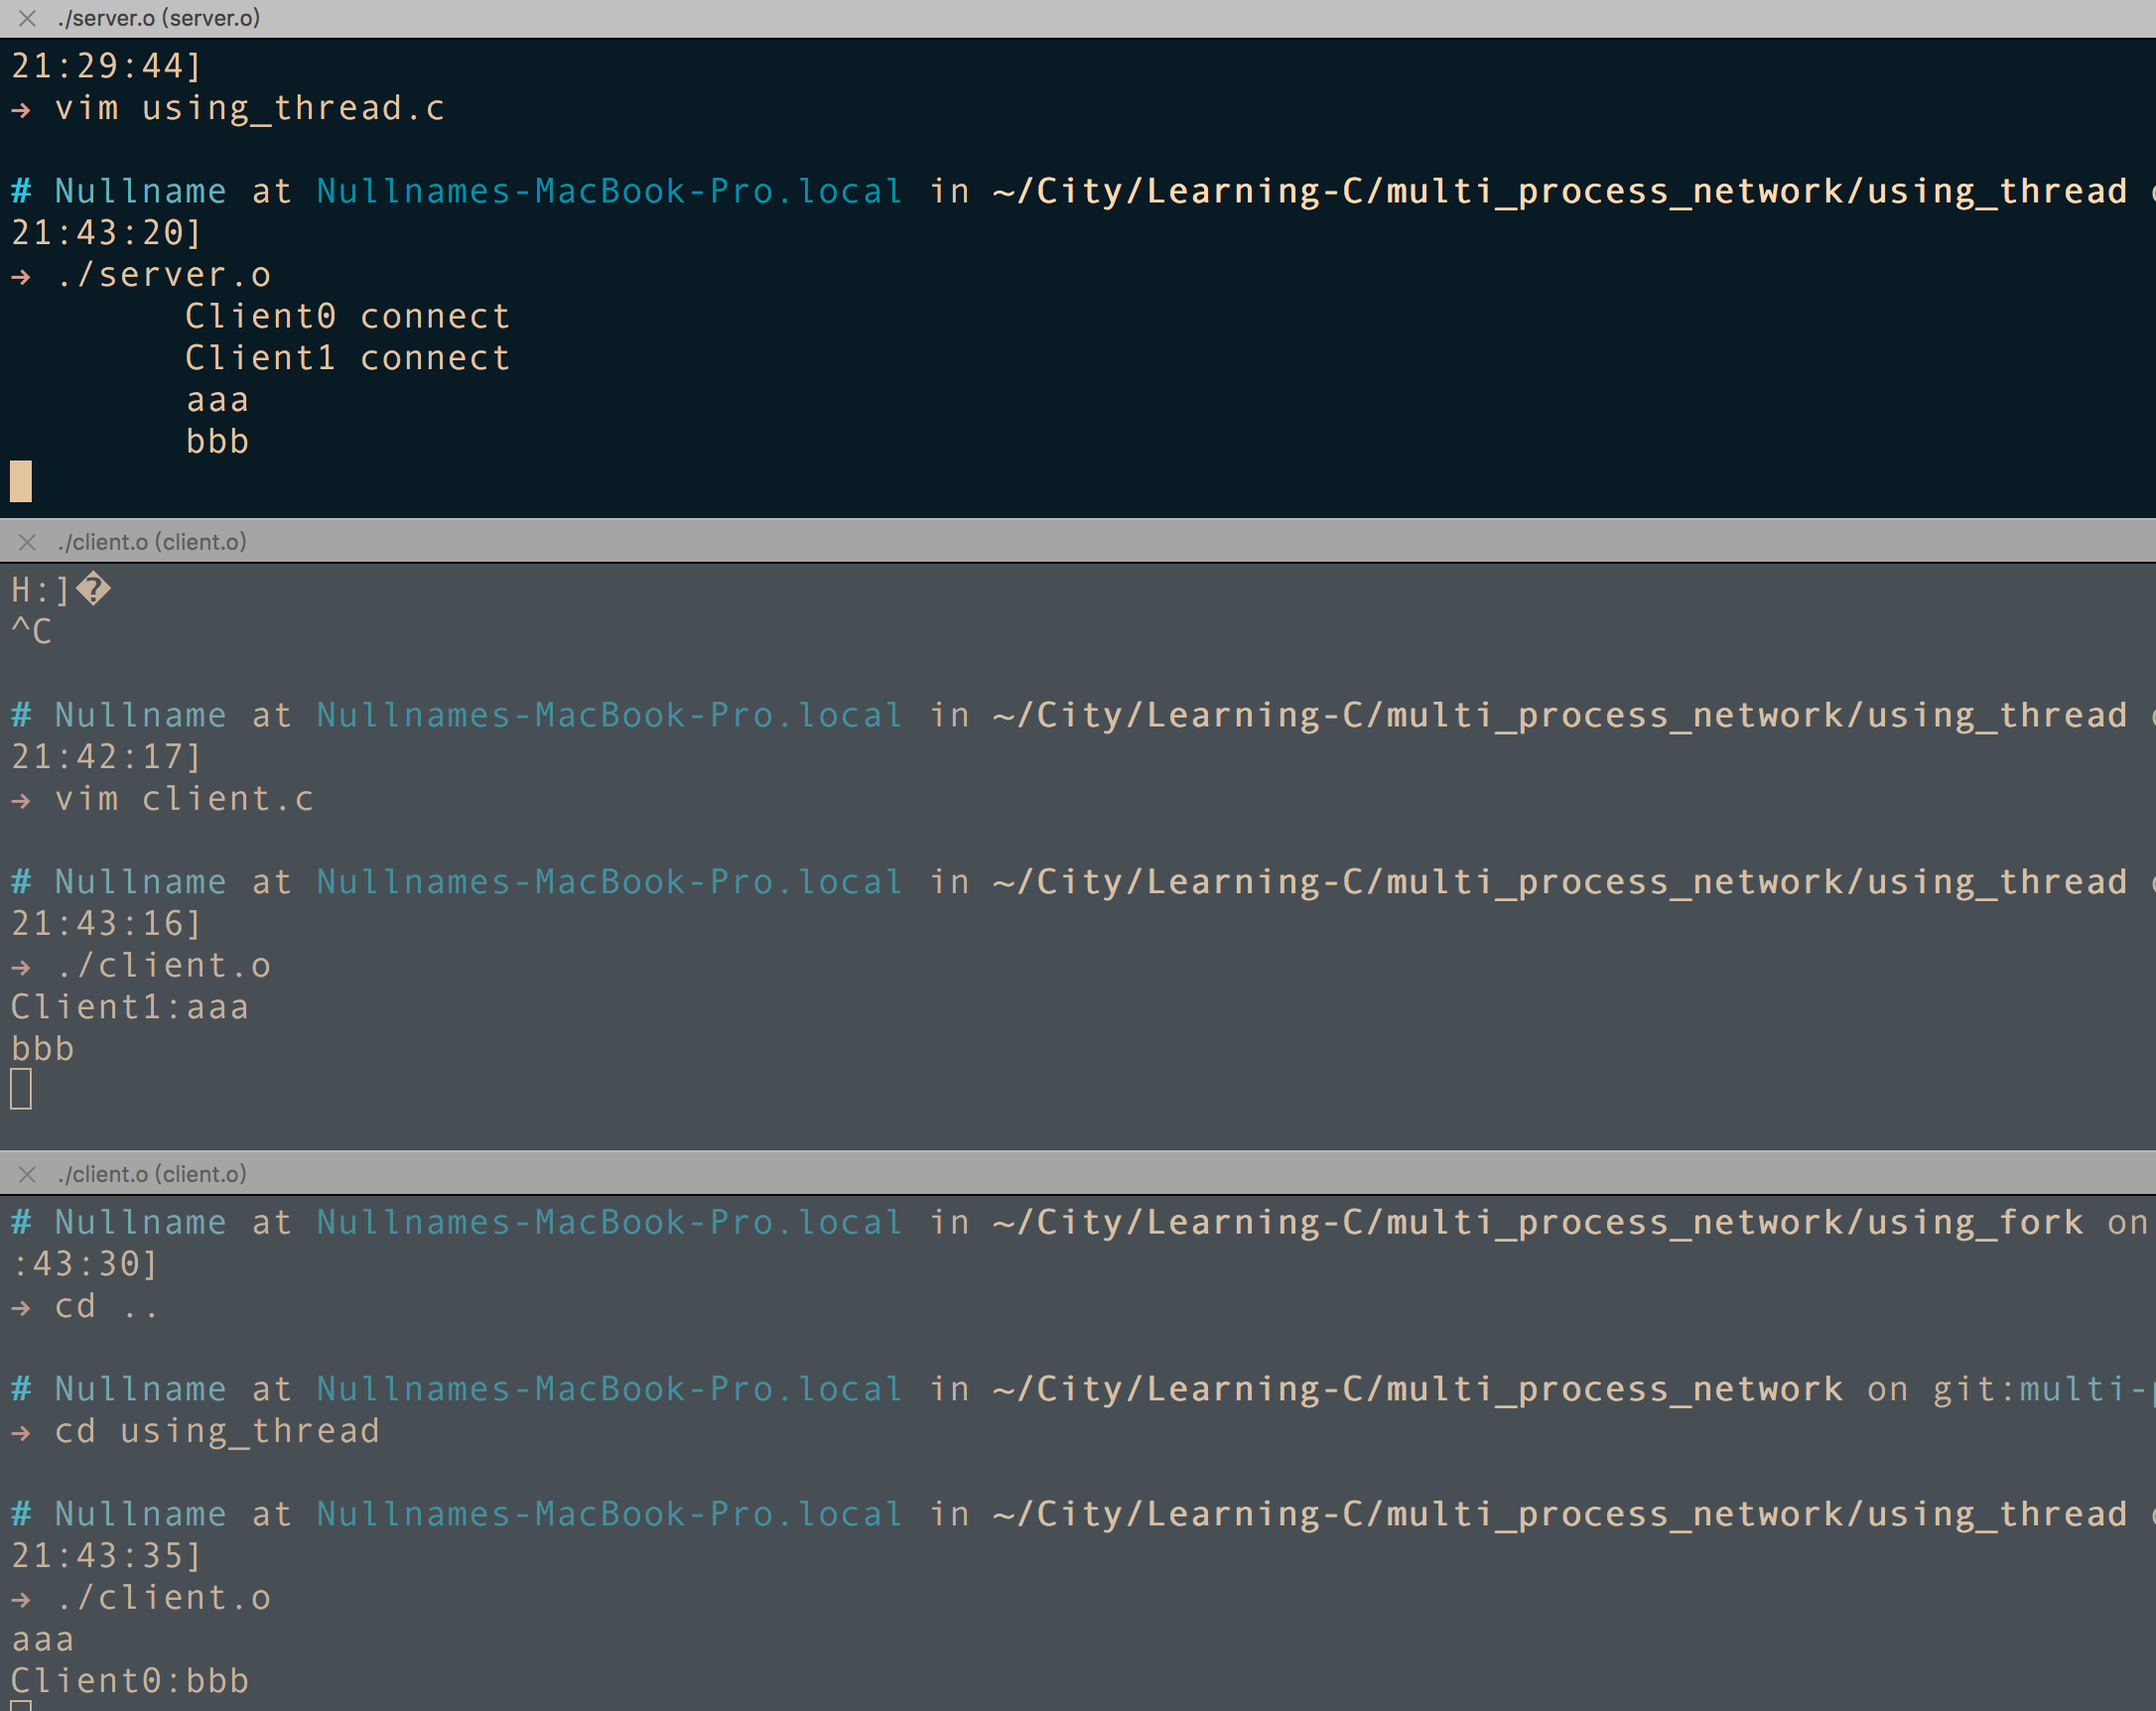 ./server.o (server.o)
21:29:44]
→ vim using_thread.c
# Nullname at Nullnames-MacBook-Pro.local in ~/City/Learning-C/multi_process_network/using_thread
21:43:20]
→ ./server.o
Client0 connect
Client1 connect
aaa
bbb
./client.o (client.o)
H:]�
^C
# Nullname at Nullnames-MacBook-Pro.local in ~/City/Learning-C/multi_process_network/using_thread
21:42:17]
→ vim client.c
# Nullname at Nullnames-MacBook-Pro.local in ~/City/Learning-C/multi_process_network/using_thread
21:43:16]
→ ./client.o
Client1:aaa
bbb
./client.o (client.o)
# Nullname at Nullnames-MacBook-Pro.local in ~/City/Learning-C/multi_process_network/using_fork on
:43:30]
→ cd ..
# Nullname at Nullnames-MacBook-Pro.local in ~/City/Learning-C/multi_process_network on git:multi-
→ cd using_thread
# Nullname at Nullnames-MacBook-Pro.local in ~/City/Learning-C/multi_process_network/using_thread
21:43:35]
→ ./client.o
aaa
Client0:bbb